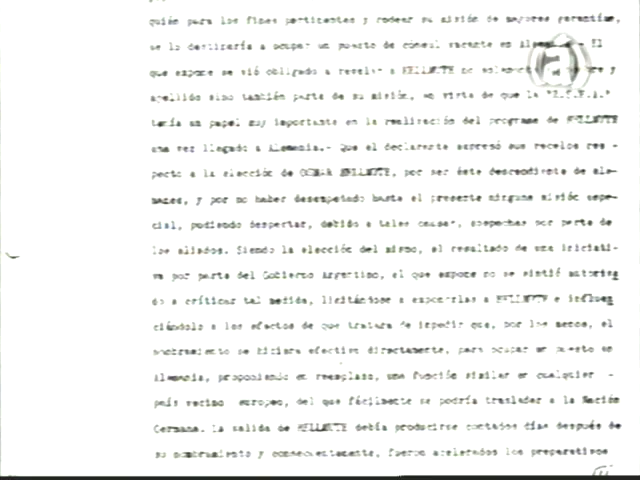 quién para los fines pertinentes y rodear su misión de mayores garantías,
se lo destinaría a ocupar un puesto de cónsul vacante en El
que expone se vió obligado a revelar a HELLMUTH no solamente y
apellido sino también parte de su misión, en vista de que la
tenía un papel muy importante en la realización del programa de HELLMUTH
una vez llegado a Alemania.- Que el declarante expresó sus recelos res-
pecto a la elección de OSMAR HELLMUTH, por ser éste descendiente de ale-
manes, y por no haber desempeñado hasta el presente ninguna misión espe-
cial, pudiendo despertar, debido a tales causas, sospechas por parte de
los aliados. Siendo la elección del mismo, el resultado de una iniciati-
va por parte del Gobierno Argentino, el que expone no se sintió autoriza
do a criticar tal medida, limitándose a exponerlas a HELLMUTH e influen
ciándolo a los efectos de que tratara de impedir que, por lo menos, el
nombramiento se hiciera efectivo directamente, para ocupar un puesto en
Alemania, proponiendo en reemplazo, una función similar en cualquier -
país vecino europeo, del que fácilmente se podría trasladar a la Nación
Germana. La salida de HELLMUTH debía producirse contados días después de
su nombramiento y consecuentemente, fueron acelerados los preparativos